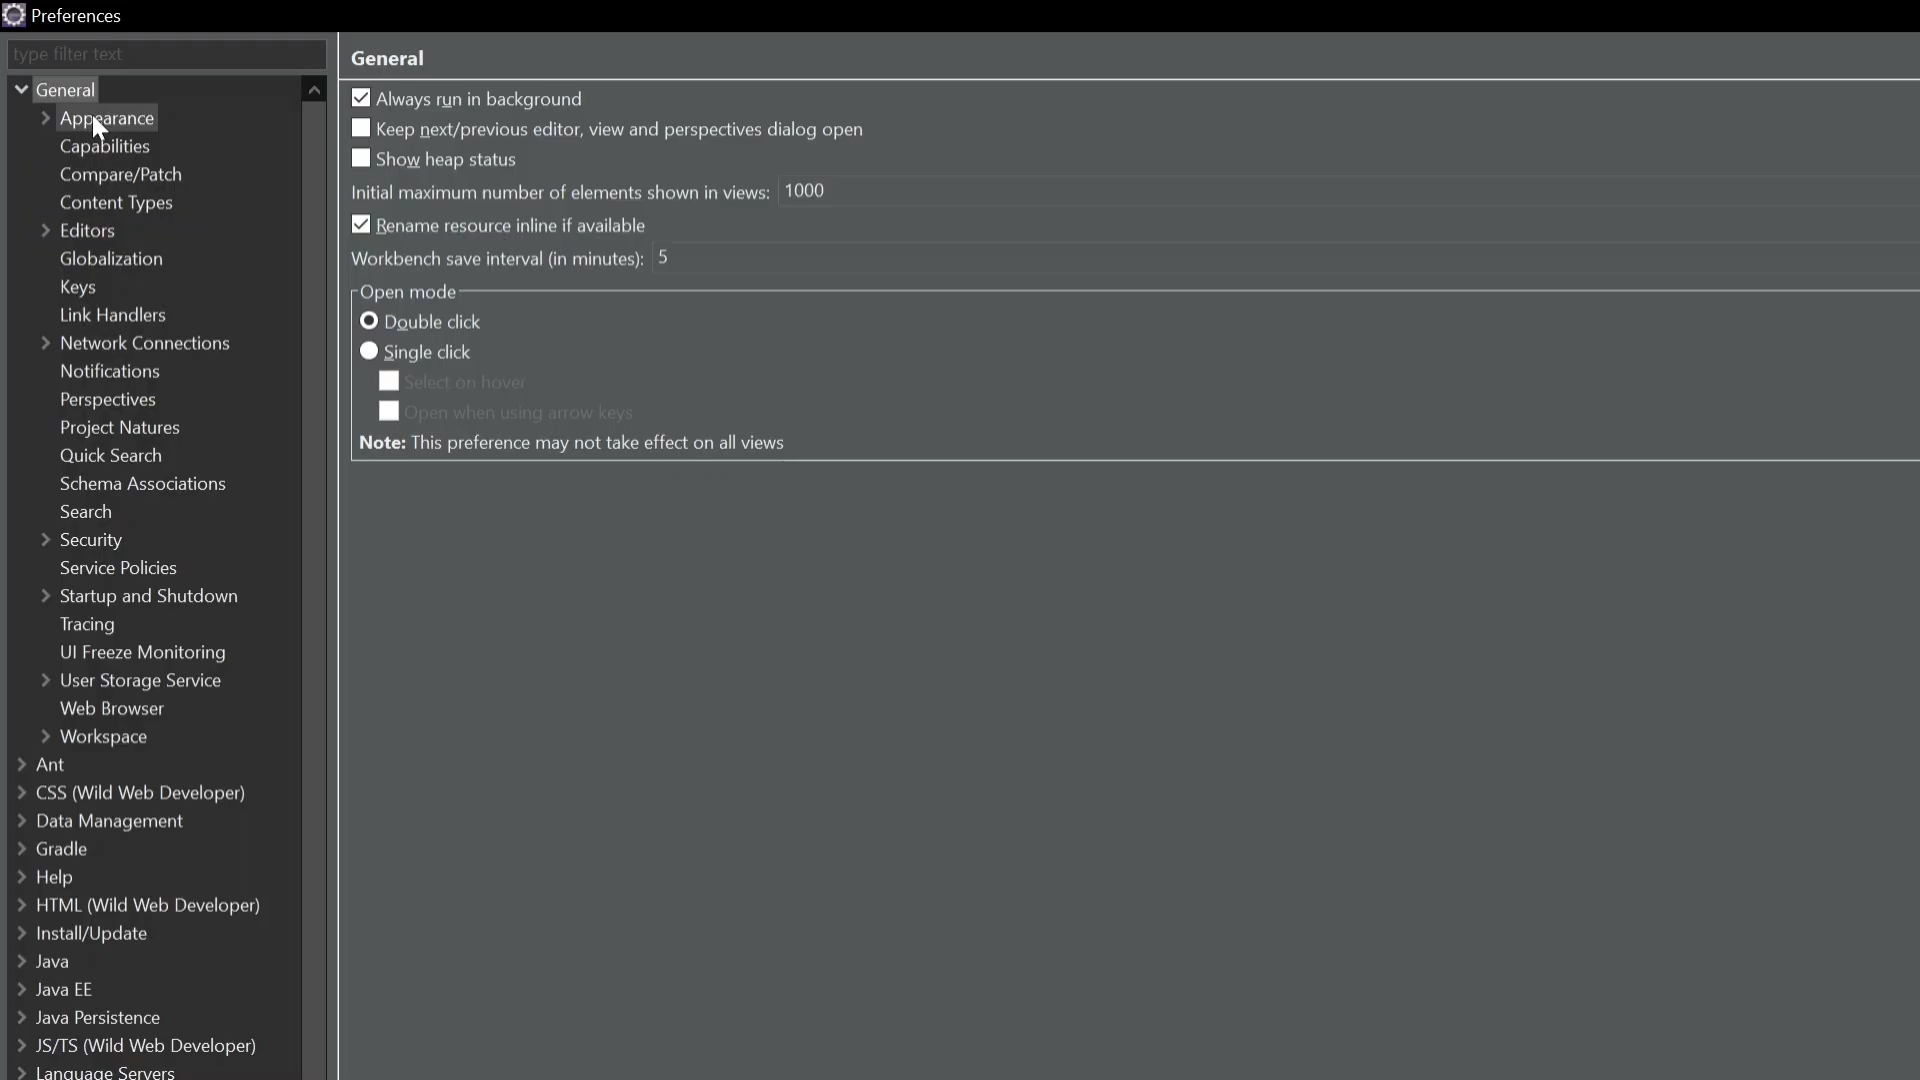 Preferences
type filter text
General
Appearance
Capabilities
Compare/Patch
Content Types
Editors
Globalization
Keys
Link Handlers
Network Connections
Notifications
Perspectives
Project Natures
Quick Search
Schema Associations
Search
Security
Service Policies
Startup and Shutdown
Tracing
UI Freeze Monitoring
User Storage Service
Web Browser
Workspace
Ant
CSS (Wild Web Developer)
Data Management
Gradle
Help
HTML (Wild Web Developer)
Install/Update
Java
Java EE
Java Persistence
JS/TS (Wild Web Developer)
Language Servers
General
Always run in background
Keep next/previous editor, view and perspectives dialog open
Show heap status
Initial maximum number of elements shown in views: 1000
Rename resource inline if available
Workbench save interval (in minutes): 5
Open mode
Double click
Single click
Select on hover
Open when using arrow keys
Note: This preference may not take effect on all views